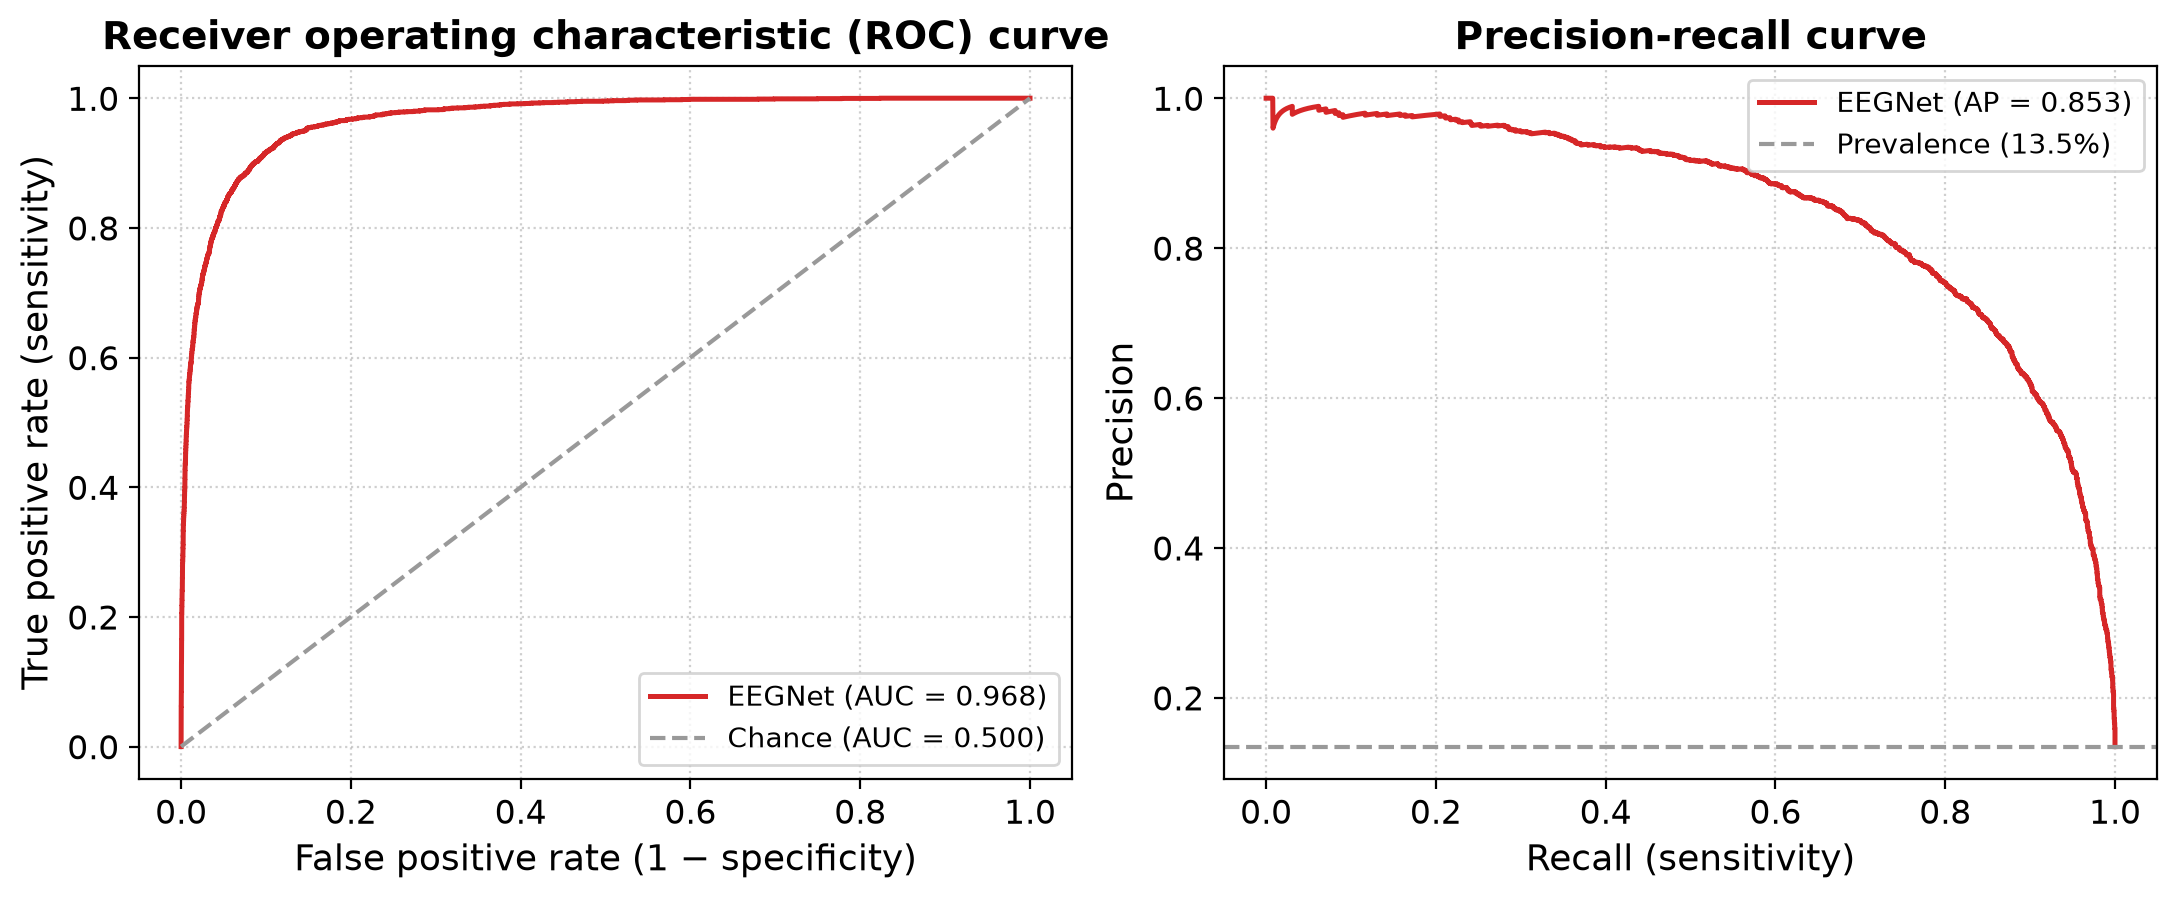 Receiver operating characteristic (ROC) curve
True positive rate (sensitivity)
1.0
0.8
0.6
0.4
0.2
0.0
EEGNet (AUC = 0.968)
Chance (AUC = 0.500)
0.0 0.2 0.4 0.6 0.8 1.0
False positive rate (1 − specificity)
Precision-recall curve
Precision
1.0
0.8
0.6
0.4
0.2
EEGNet (AP = 0.853)
Prevalence (13.5%)
0.0 0.2 0.4 0.6 0.8 1.0
Recall (sensitivity)